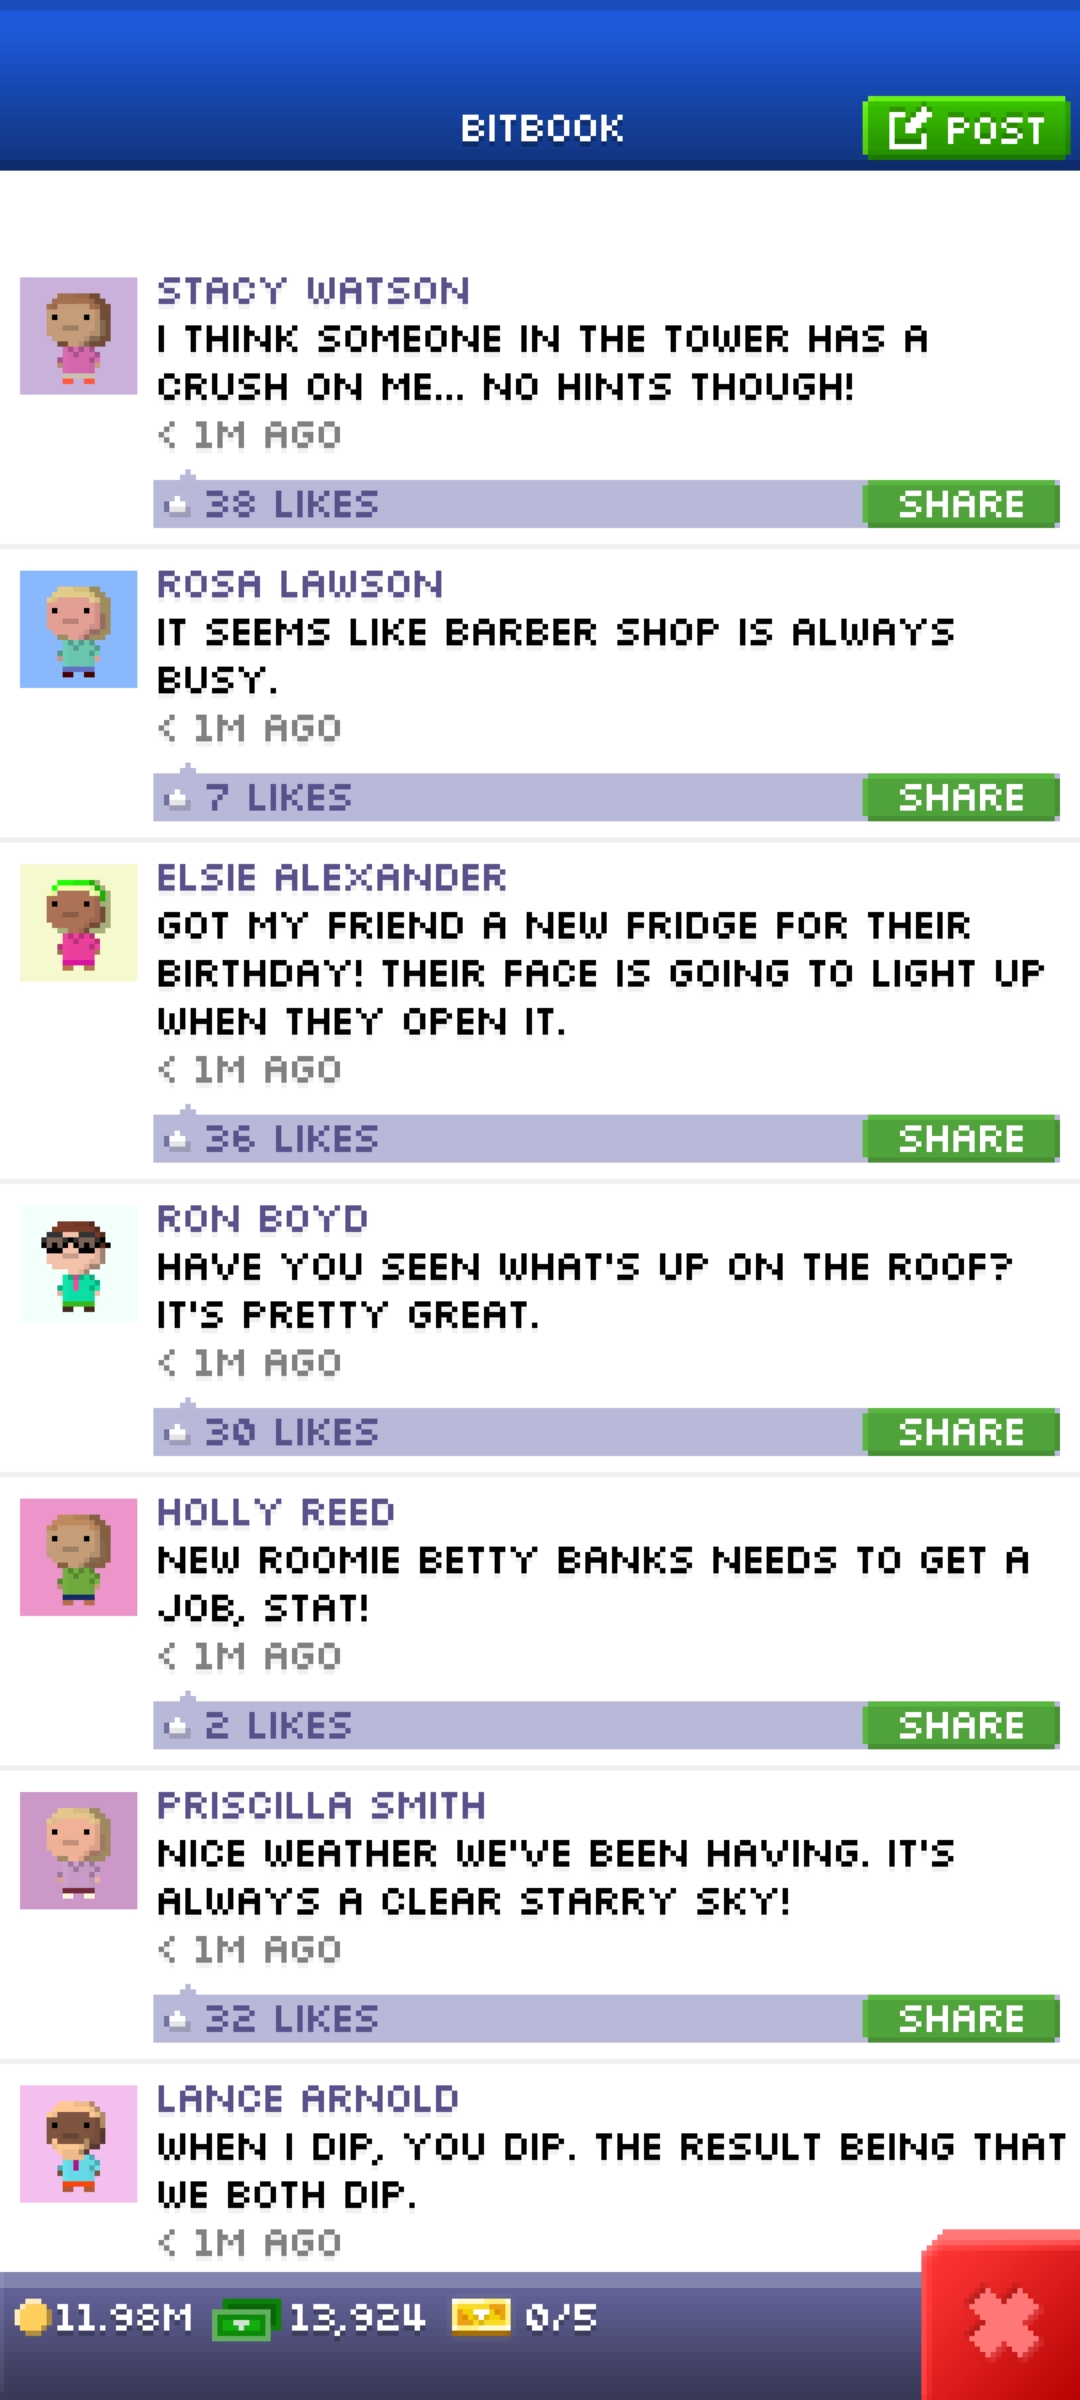 BITBOOK
POST
STACY WATSON
I THINK SOMEONE IN THE TOWER HAS A
CRUSH ON ME... NO HINTS THOUGH!
< 1M AGO
38 LIKES
SHARE
ROSA LAWSON
IT SEEMS LIKE BARBER SHOP IS ALWAYS
BUSY.
< 1M AGO
7 LIKES
SHARE
ELSIE ALEXANDER
GOT MY FRIEND A NEW FRIDGE FOR THEIR
BIRTHDAY! THEIR FACE IS GOING TO LIGHT UP
WHEN THEY OPEN IT.
< 1M AGO
36 LIKES
SHARE
RON BOYD
HAVE YOU SEEN WHAT'S UP ON THE ROOF?
IT'S PRETTY GREAT.
< 1M AGO
30 LIKES
SHARE
HOLLY REED
NEW ROOMIE BETTY BANKS NEEDS TO GET A
JOB, STAT!
< 1M AGO
2 LIKES
SHARE
PRISCILLA SMITH
NICE WEATHER WE'VE BEEN HAVING. IT'S
ALWAYS A CLEAR STARRY SKY!
< 1M AGO
32 LIKES
SHARE
LANCE ARNOLD
WHEN I DIP, YOU DIP. THE RESULT BEING THAT
WE BOTH DIP.
< 1M AGO
11.98M 13,924 0/5